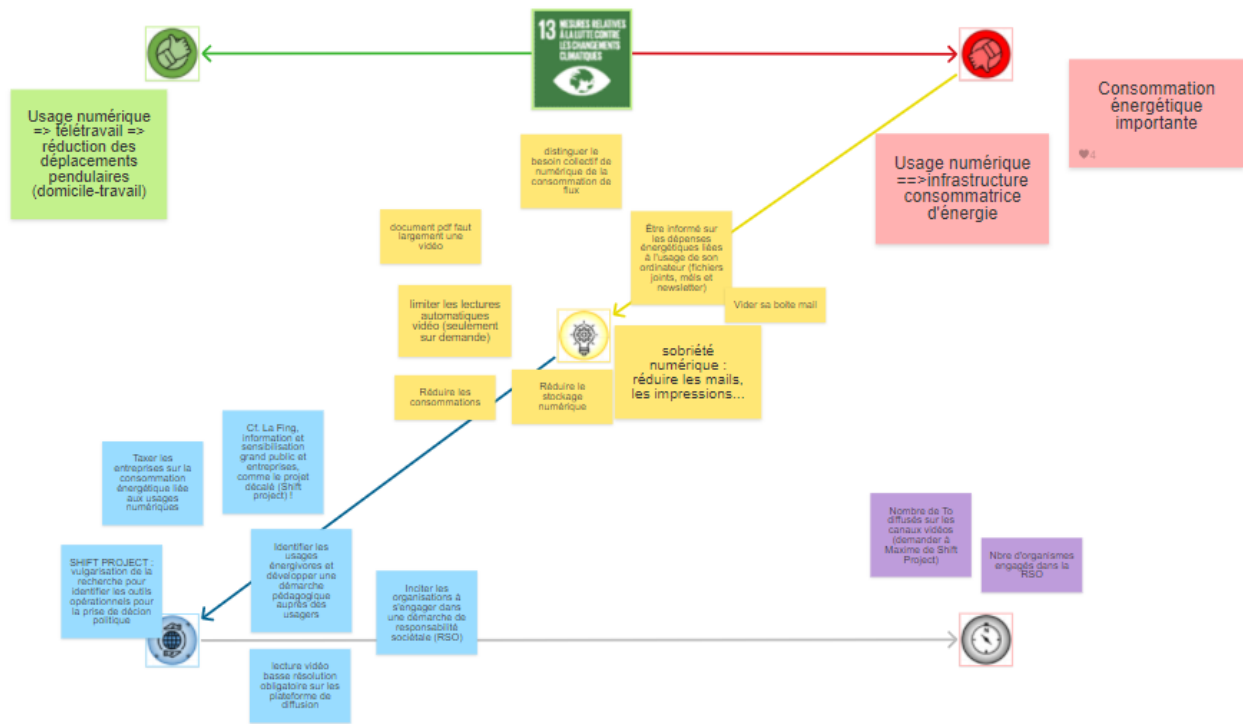 13 MESURES RELATIVES
À LA LUTTE CONTRE
LES CHANGEMENTS
CLIMATIQUES
Usage numérique
=> télétravail =>
réduction des
déplacements
pendulaires
(domicile-travail)
Consommation
énergétique
importante
4
Usage numérique
==>infrastructure
consommatrice
d'énergie
distinguer le
besoin collectif de
numérique de la
consommation de
flux
document pdf faut
largement une
vidéo
Être informé sur
les dépenses
énergétiques liées
à l'usage de son
ordinateur (fichiers
joints, mèls et
newsletter)
Vider sa boite mail
limiter les lectures
automatiques
vidéo (seulement
sur demande)
sobriété
numérique :
réduire les mails,
les impressions...
Réduire les
consommations
Réduire le
stockage
numérique
Cf. La Fing,
information et
sensibilisation
grand public et
entreprises,
comme le projet
décalé (Shift
project) !
Taxer les
entreprises sur la
consommation
énergétique liée
aux usages
numériques
SHIFT PROJECT :
vulgarisation de la
recherche pour
identifier les outils
opérationnels pour
la prise de décion
politique
Identifier les
usages
énergivores et
développer une
démarche
pédagogique
auprès des
usagers
Inciter les
organisations à
s'engager dans
une démarche de
responsabilité
sociétale (RSO)
lecture vidéo
basse résolution
obligatoire sur les
plateforme de
diffusion
Nombre de To
diffusés sur les
canaux vidéos
(demander à
Maxime de Shift
Project)
Nbre d'organismes
engagés dans la
RSO